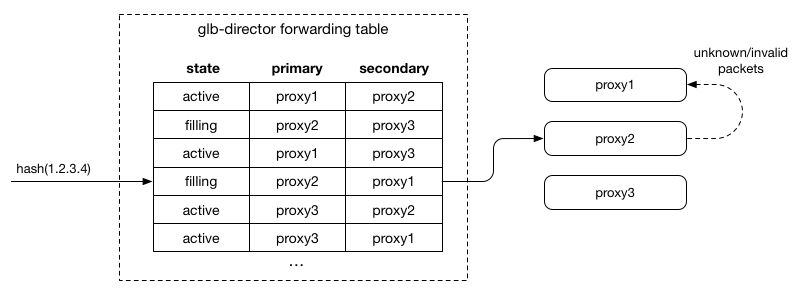 glb-director forwarding table
state primary secondary
active proxy1 proxy2
filling proxy2 proxy3
active proxy1 proxy3
filling proxy2 proxy1
active proxy3 proxy2
active proxy3 proxy1
...
hash(1.2.3.4)
unknown/invalid
packets
proxy1
proxy2
proxy3